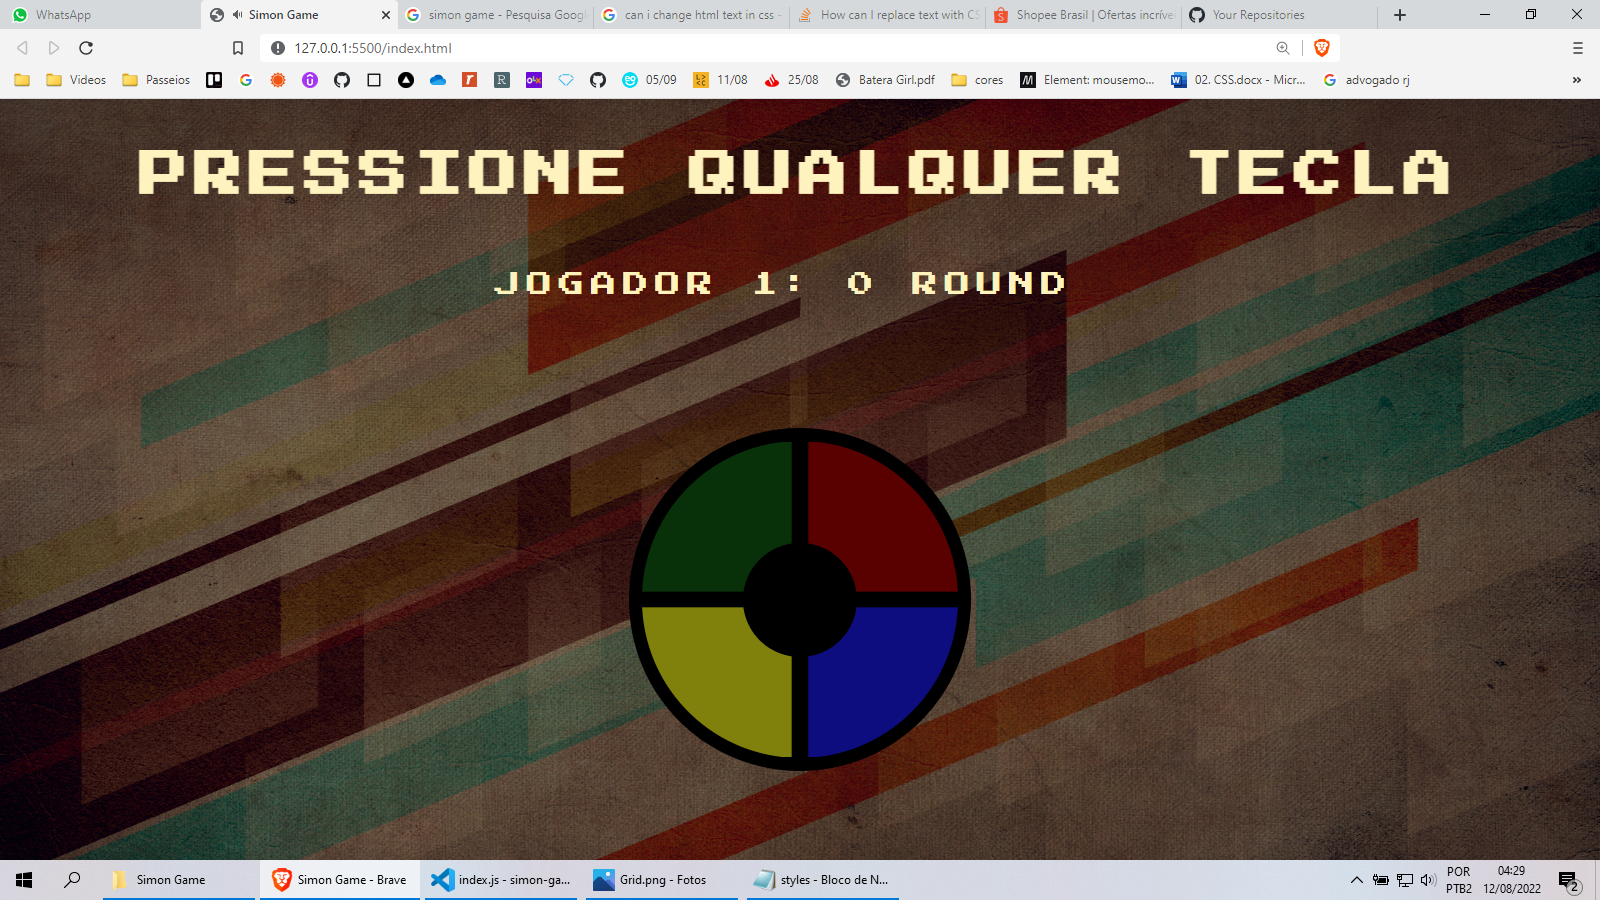 WhatsApp
Simon Game
simon game - Pesquisa Googl
can i change html text in css -
How can I replace text with CS
Shopee Brasil | Ofertas incríve
Your Repositories
127.0.0.1:5500/index.html
Videos
Passeios
05/09
11/08
25/08
Batera Girl.pdf
cores
Element: mousemo...
02. CSS.docx - Micr...
advogado rj
»
PRESSIONE QUALQUER TECLA
JOGADOR 1: 0 ROUND
Simon Game
Simon Game - Brave
index.js - simon-ga...
Grid.png - Fotos
styles - Bloco de N...
POR
PTB2
04:29
12/08/2022
2